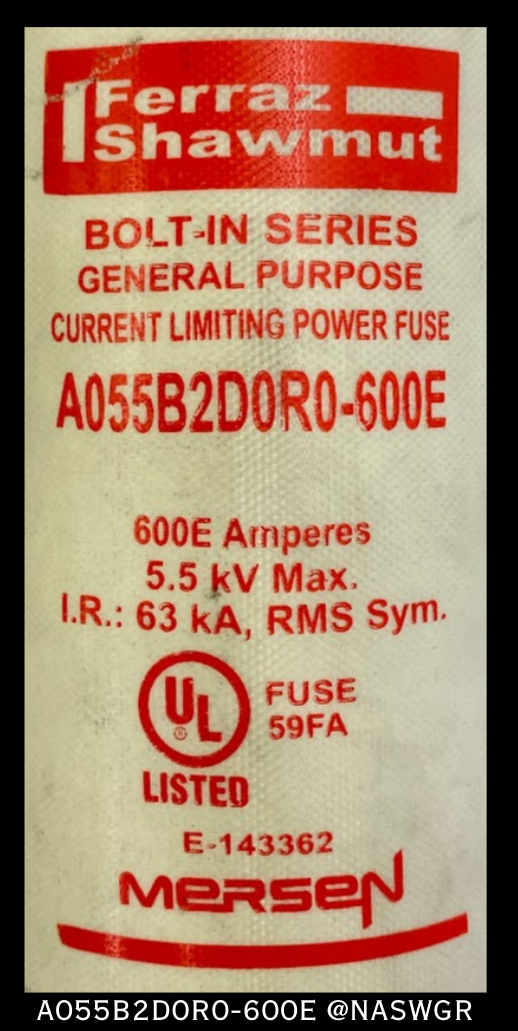 Ferraz
Shawmut
BOLT-IN SERIES
GENERAL PURPOSE
CURRENT LIMITING POWER FUSE
A055B2D0R0-600E
600E Amperes
5.5 kV Max.
I.R.: 63 kA, RMS Sym.
UL
®
FUSE
59FA
LISTED
E-143362
MERSEN
A055B2D0R0-600E @NASWGR